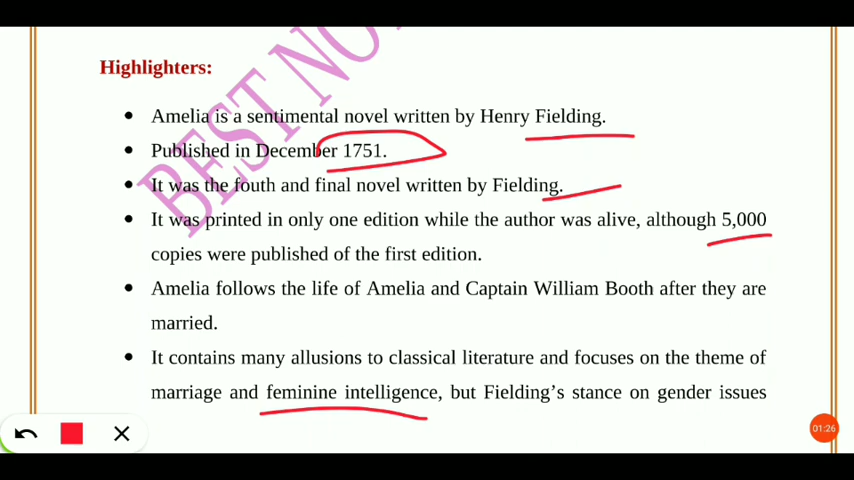 Highlighters:
Amelia is a sentimental novel written by Henry Fielding.
Published in December 1751.
It was the fouth and final novel written by Fielding.
It was printed in only one edition while the author was alive, although 5,000
copies were published of the first edition.
Amelia follows the life of Amelia and Captain William Booth after they are
married.
It contains many allusions to classical literature and focuses on the theme of
marriage and feminine intelligence, but Fielding’s stance on gender issues
BEST NO
01:26